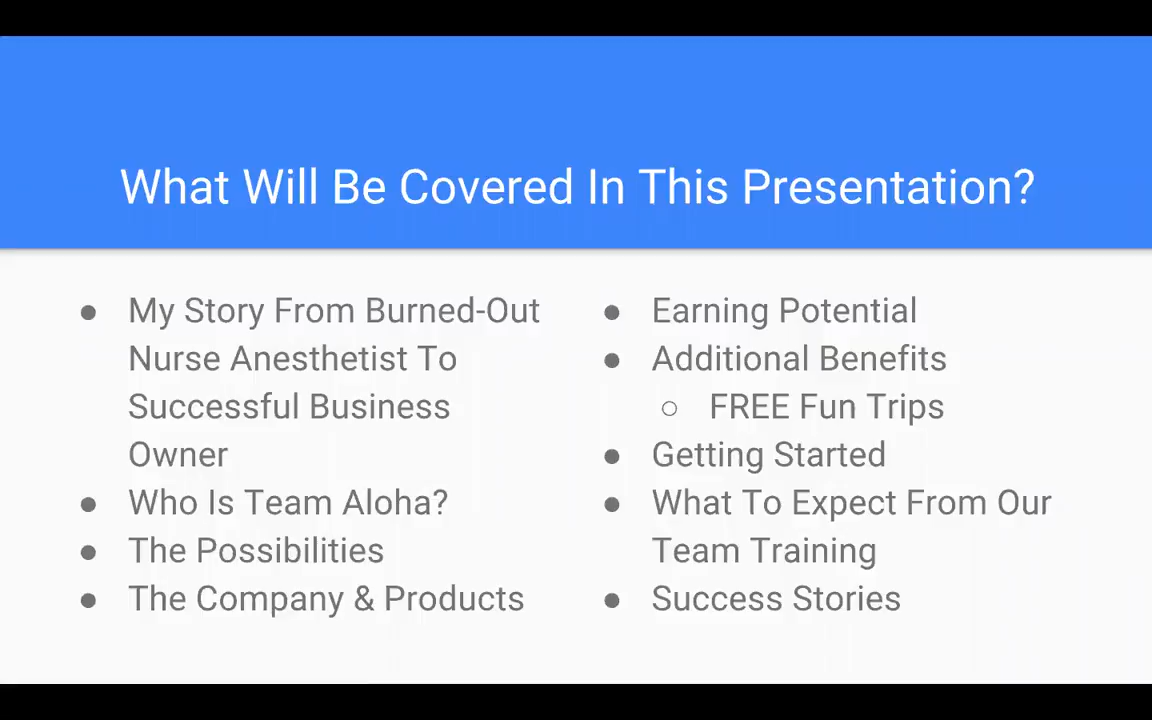 What Will Be Covered In This Presentation?
● My Story From Burned-Out
Nurse Anesthetist To
Successful Business
Owner
● Who Is Team Aloha?
● The Possibilities
● The Company & Products
● Earning Potential
● Additional Benefits
○ FREE Fun Trips
● Getting Started
● What To Expect From Our
Team Training
● Success Stories